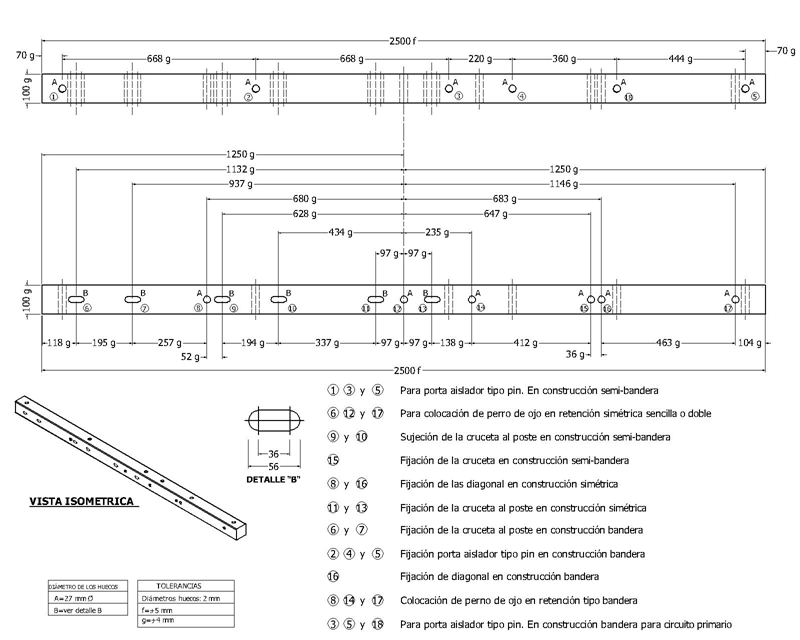 2500 f
70 g 668 g 668 g 220 g 360 g 444 g 70 g
100 g A A A A A A
1 2 3 4 18 5
1250 g
1132 g 1250 g
937 g 1146 g
680 g 683 g
628 g 647 g
434 g 235 g
97 g 97 g
100 g B B A B B B A B A A A A
6 7 8 9 10 11 12 13 14 15 16 17
118 g 195 g 257 g 194 g 337 g 97 g 97 g 138 g 412 g 463 g 104 g
52 g 36 g
2500 f
1 3 y 5 Para porta aislador tipo pin. En construcción semi-bandera
6 12 y 17 Para colocación de perro de ojo en retención simétrica sencilla o doble
9 y 10 Sujeción de la cruceta al poste en construcción semi-bandera
15 Fijación de la cruceta en construcción semi-bandera
8 y 16 Fijación de las diagonal en construcción simétrica
11 y 13 Fijación de la cruceta al poste en construcción simétrica
6 y 7 Fijación de la cruceta al poste en construcción bandera
2 4 y 5 Fijación porta aislador tipo pin en construcción bandera
16 Fijación de diagonal en construcción bandera
8 14 y 17 Colocación de perno de ojo en retención tipo bandera
3 5 y 18 Para porta aislador tipo pin. En construcción bandera para circuito primario
36
56
DETALLE "B"
VISTA ISOMETRICA
DIÁMETRO DE LOS HUECOS
A=27 mm Ø
B=ver detalle B
TOLERANCIAS
Diámetros huecos: 2 mm
f=±5 mm
g=±4 mm